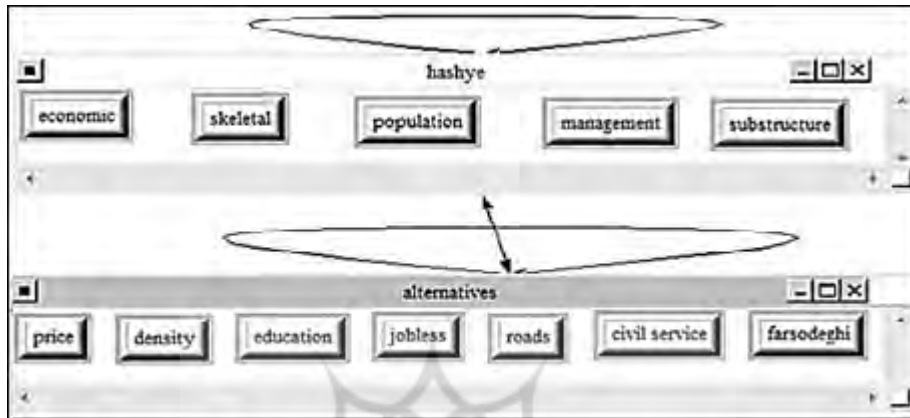 hashye
economic skeletal population management substructure
alternatives
price density education jobless roads civil service farsodeghi